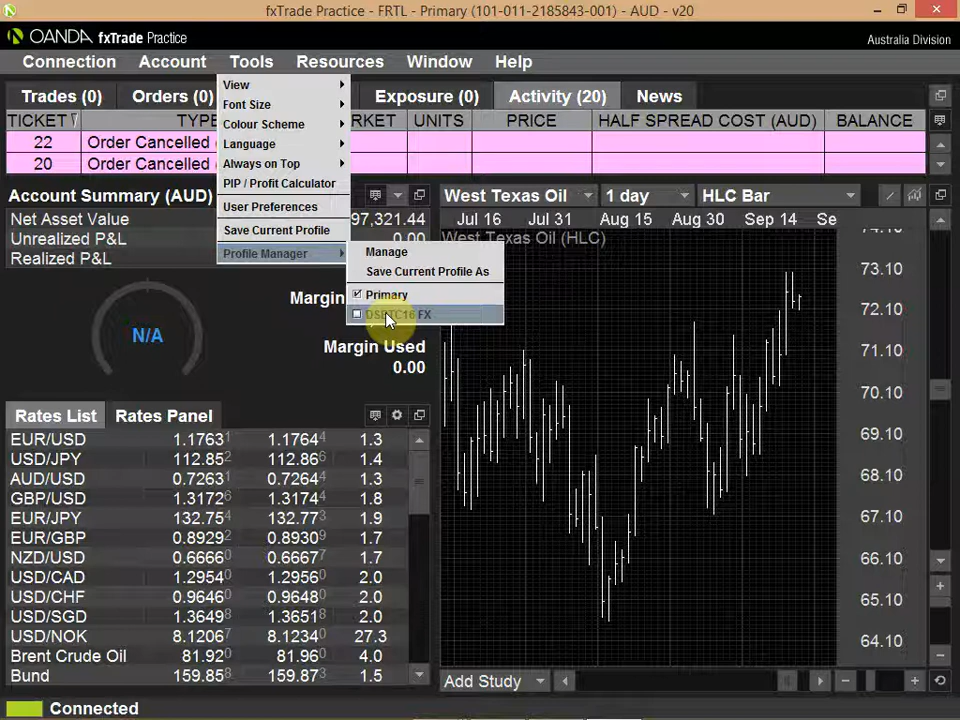 fxTrade Practice - FRTL - Primary (101-011-2185843-001) - AUD - v20
OANDA fxTrade Practice
Australia Division
Connection Account Tools Resources Window Help
Trades (0) Orders (0) Exposure (0) Activity (20) News
TICKET TYPE RKET UNITS PRICE HALF SPREAD COST (AUD) BALANCE
22 Order Cancelled
20 Order Cancelled
View
Font Size
Colour Scheme
Language
Always on Top
PIP / Profit Calculator
User Preferences
Save Current Profile
Profile Manager
Manage
Save Current Profile As
Primary
Account Summary (AUD)
Net Asset Value 97,321.44
Unrealized P&L 0.00
Realized P&L
Margin
N/A
Margin Used
0.00
West Texas Oil 1 day HLC Bar
Jul 16 Jul 31 Aug 15 Aug 30 Sep 14 Se
West Texas Oil (HLC)
74.10
73.10
72.10
71.10
70.10
69.10
68.10
67.10
66.10
65.10
64.10
Rates List Rates Panel
EUR/USD 1.17631 1.17644 1.3
USD/JPY 112.852 112.866 1.4
AUD/USD 0.72631 0.72644 1.3
GBP/USD 1.31726 1.31744 1.8
EUR/JPY 132.754 132.773 1.9
EUR/GBP 0.89292 0.89309 1.7
NZD/USD 0.66660 0.66677 1.7
USD/CAD 1.29540 1.29560 2.0
USD/CHF 0.96460 0.96480 2.0
USD/SGD 1.36498 1.36518 2.0
USD/NOK 8.12067 8.12340 27.3
Brent Crude Oil 81.920 81.960 4.0
Bund 159.858 159.873 1.5
Add Study
Connected